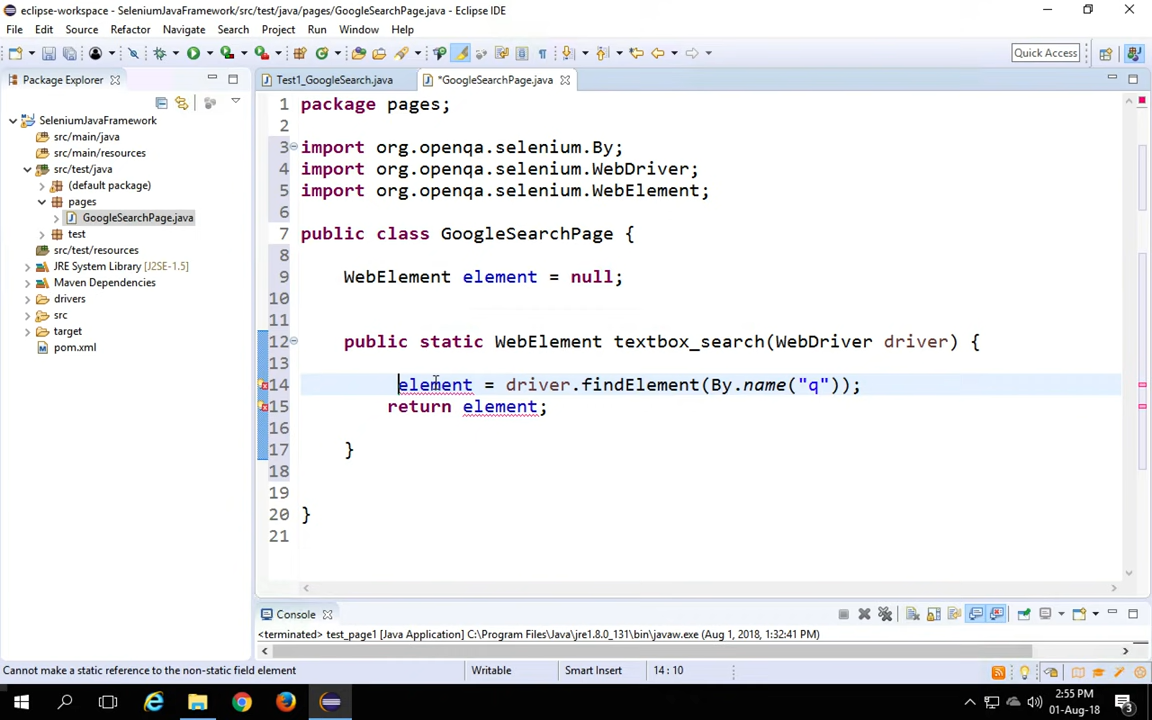 eclipse-workspace - SeleniumJavaFramework/src/test/java/pages/GoogleSearchPage.java - Eclipse IDE
File Edit Source Refactor Navigate Search Project Run Window Help
Quick Access
Package Explorer
Test1_GoogleSearch.java
*GoogleSearchPage.java
SeleniumJavaFramework
src/main/java
src/main/resources
src/test/java
(default package)
pages
GoogleSearchPage.java
test
src/test/resources
JRE System Library [J2SE-1.5]
Maven Dependencies
drivers
src
target
pom.xml
1 package pages;
2
3 import org.openqa.selenium.By;
4 import org.openqa.selenium.WebDriver;
5 import org.openqa.selenium.WebElement;
6
7 public class GoogleSearchPage {
8
9 WebElement element = null;
10
11
12 public static WebElement textbox_search(WebDriver driver) {
13
14 element = driver.findElement(By.name("q"));
15 return element;
16
17 }
18
19
20 }
21
Console
<terminated> test_page1 [Java Application] C:\Program Files\Java\jre1.8.0_131\bin\javaw.exe (Aug 1, 2018, 1:32:41 PM)
Cannot make a static reference to the non-static field element
Writable
Smart Insert
14 : 10
2:55 PM
01-Aug-18
3